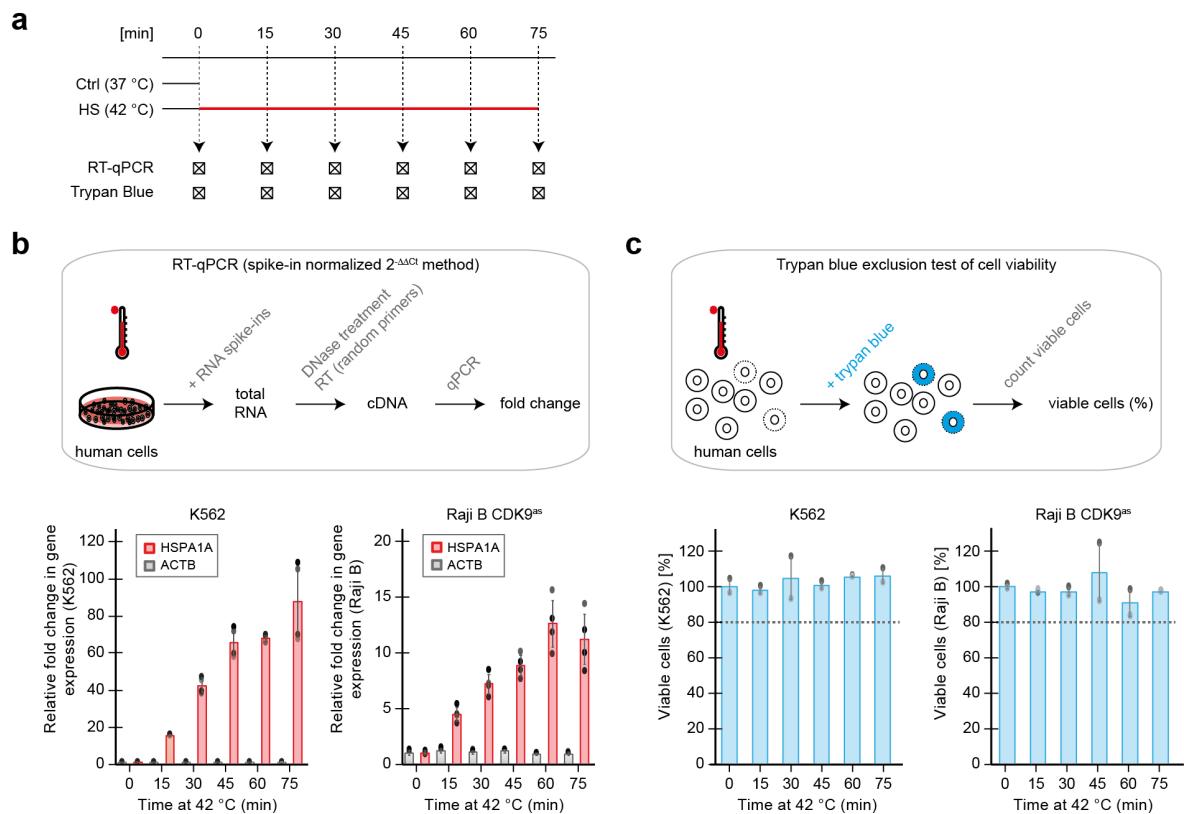 a
[min] 0 15 30 45 60 75
Ctrl (37 °C)
HS (42 °C)
RT-qPCR
Trypan Blue
b
RT-qPCR (spike-in normalized 2-ΔΔCt method)
+ RNA spike-ins
DNase treatment
RT (random primers)
qPCR
total
RNA
cDNA
fold change
human cells
K562
Relative fold change in gene
expression (K562)
120
100
80
60
40
20
0
HSPA1A
ACTB
0 15 30 45 60 75
Time at 42 °C (min)
Raji B CDK9as
Relative fold change in gene
expression (Raji B)
20
15
10
5
0
HSPA1A
ACTB
0 15 30 45 60 75
Time at 42 °C (min)
c
Trypan blue exclusion test of cell viability
+ trypan blue
count viable cells
viable cells (%)
human cells
K562
Viable cells (K562) [%]
120
100
80
60
40
20
0
0 15 30 45 60 75
Time at 42 °C (min)
Raji B CDK9as
Viable cells (Raji B) [%]
120
100
80
60
40
20
0
0 15 30 45 60 75
Time at 42 °C (min)